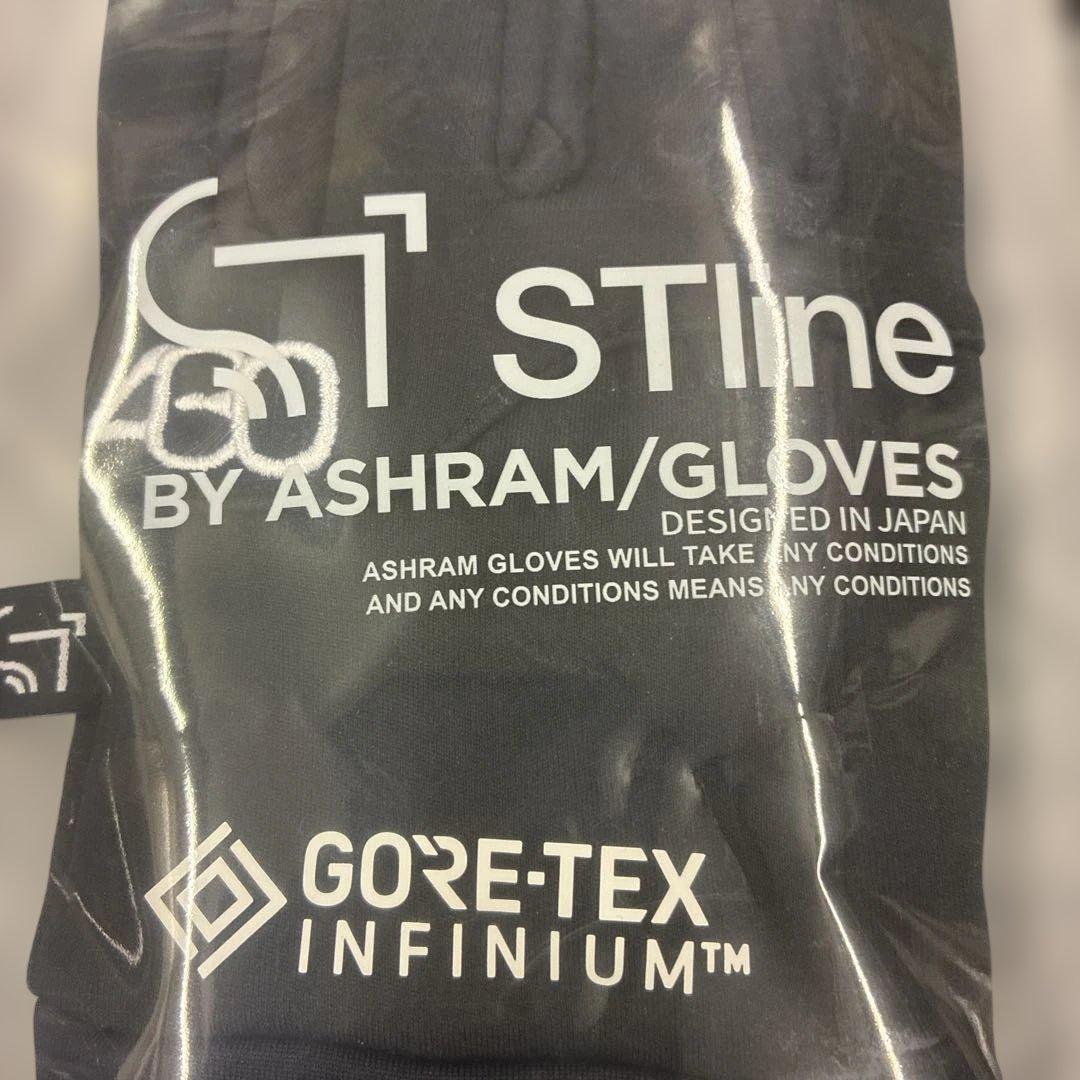 STline
400
BY ASHRAM/GLOVES
DESIGNED IN JAPAN
ASHRAM GLOVES WILL TAKE ANY CONDITIONS
AND ANY CONDITIONS MEANS ANY CONDITIONS
GORE-TEX
INFINIUM™